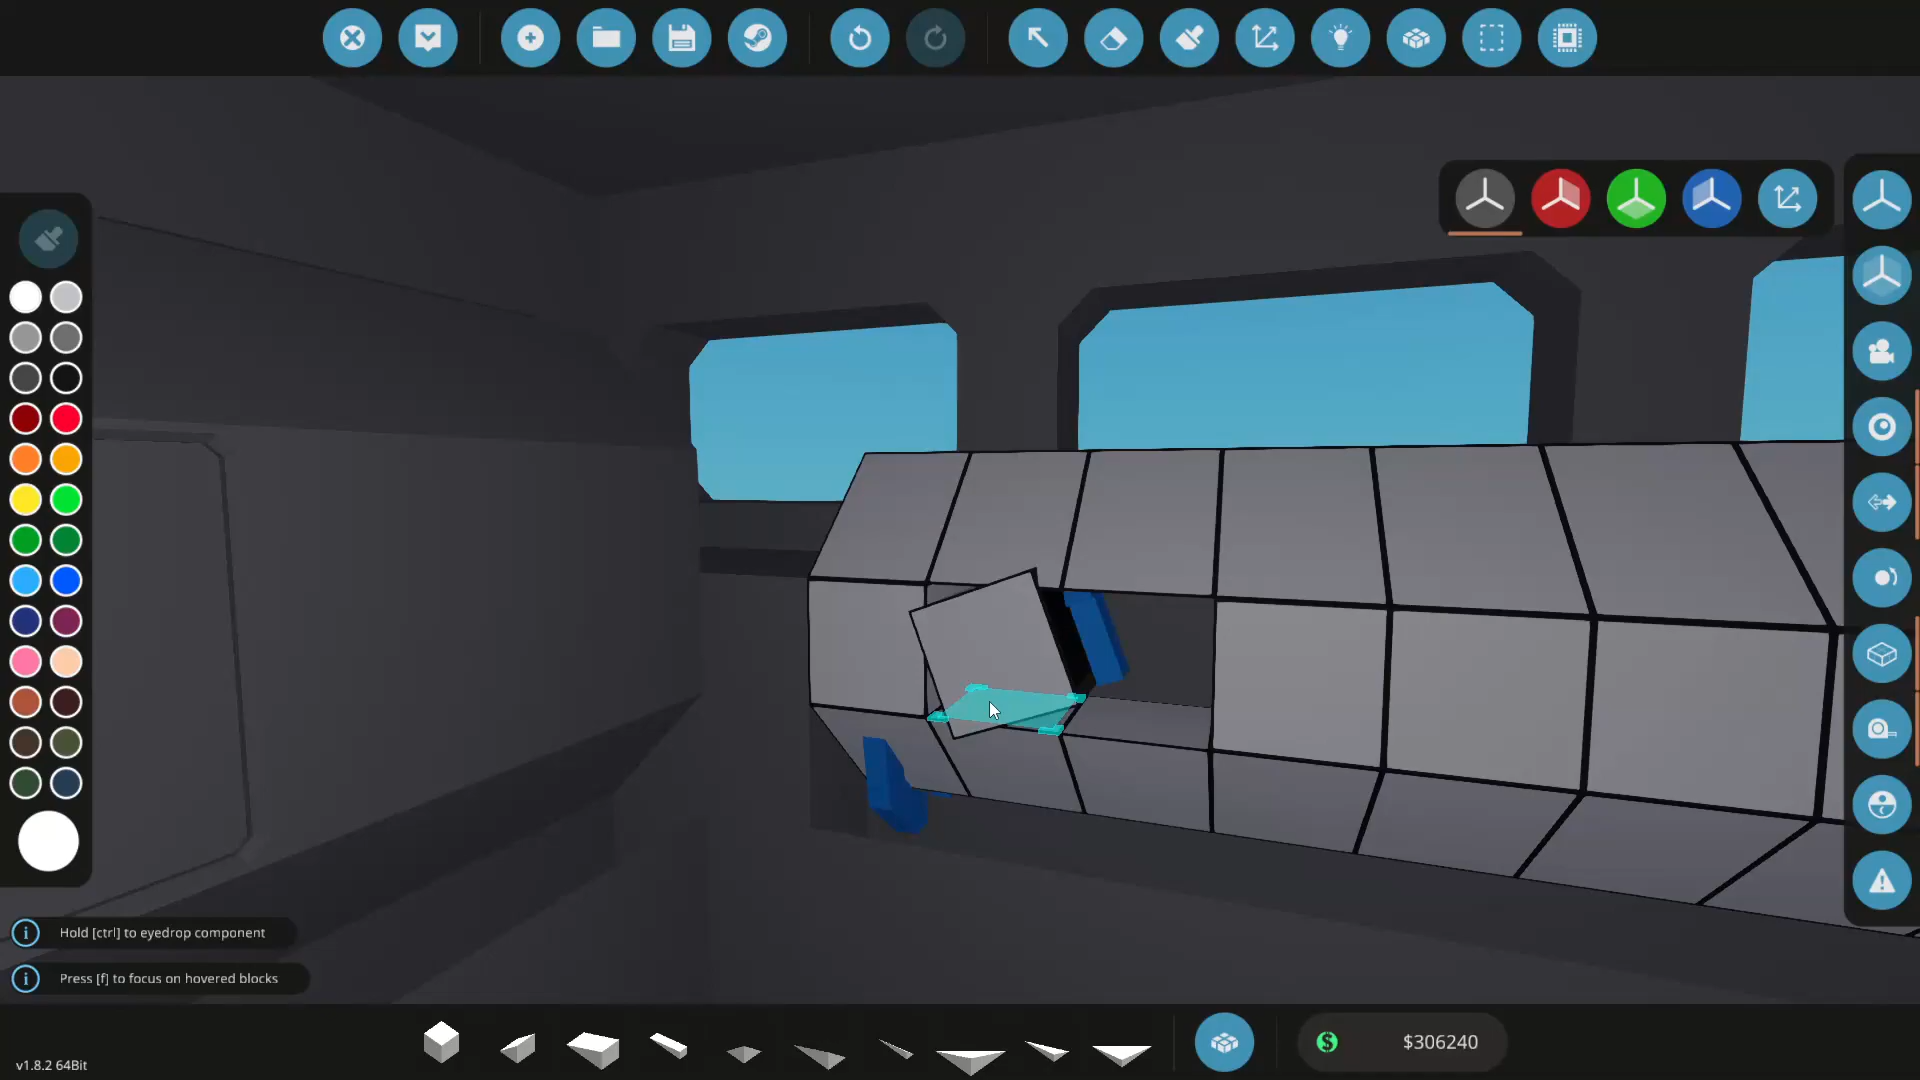 Hold [ctrl] to eyedrop component
Press [f] to focus on hovered blocks
$306240
v1.8.2 64Bit